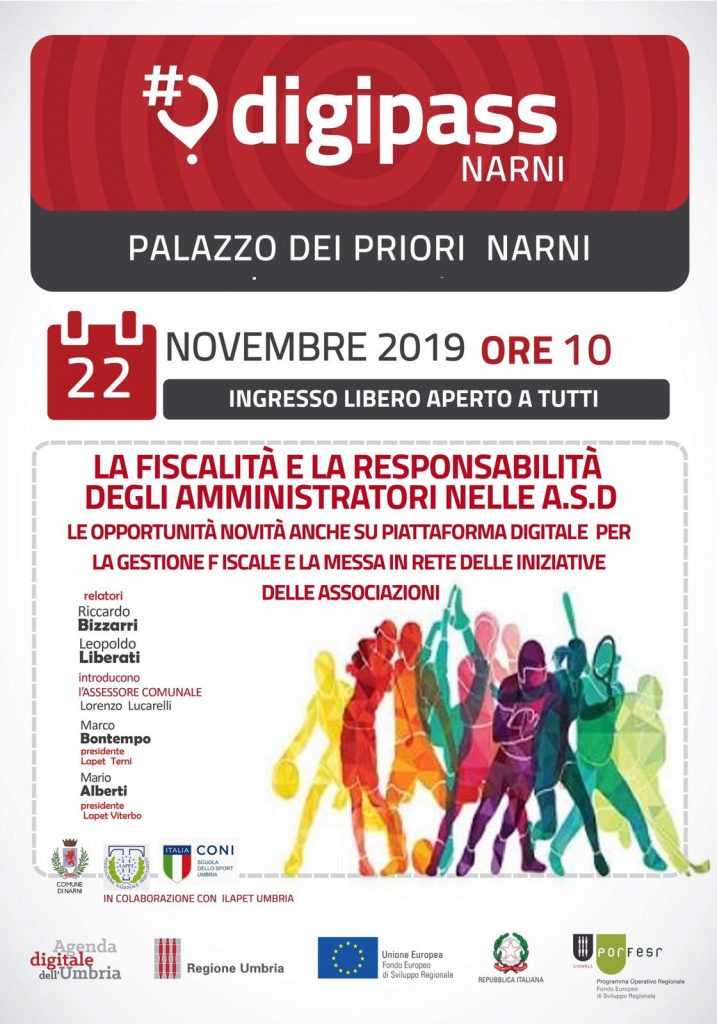 #digipass
NARNI
PALAZZO DEI PRIORI NARNI
22
NOVEMBRE 2019 ORE 10
INGRESSO LIBERO APERTO A TUTTI
LA FISCALITÀ E LA RESPONSABILITÀ
DEGLI AMMINISTRATORI NELLE A.S.D
LE OPPORTUNITÀ NOVITÀ ANCHE SU PIATTAFORMA DIGITALE PER
LA GESTIONE F ISCALE E LA MESSA IN RETE DELLE INIZIATIVE
DELLE ASSOCIAZIONI
relatori
Riccardo
Bizzarri
Leopoldo
Liberati
introducono
l'ASSESSORE COMUNALE
Lorenzo Lucarelli
Marco
Bontempo
presidente
Lapet Terni
Mario
Alberti
presidente
Lapet Viterbo
COMUNE
DI NARNI
LAPET
ITALIA
CONI
SCUOLA
DELLO SPORT
UMBRIA
IN COLABORAZIONE CON ILAPET UMBRIA
Agenda
digitale
dell'Umbria
Regione Umbria
Unione Europea
Fondo Europeo
di Sviluppo Regionale
REPUBBLICA ITALIANA
UMBRIA
PORFesr
Programma Operativo Regionale
Fondo Europeo
di Sviluppo Regionale